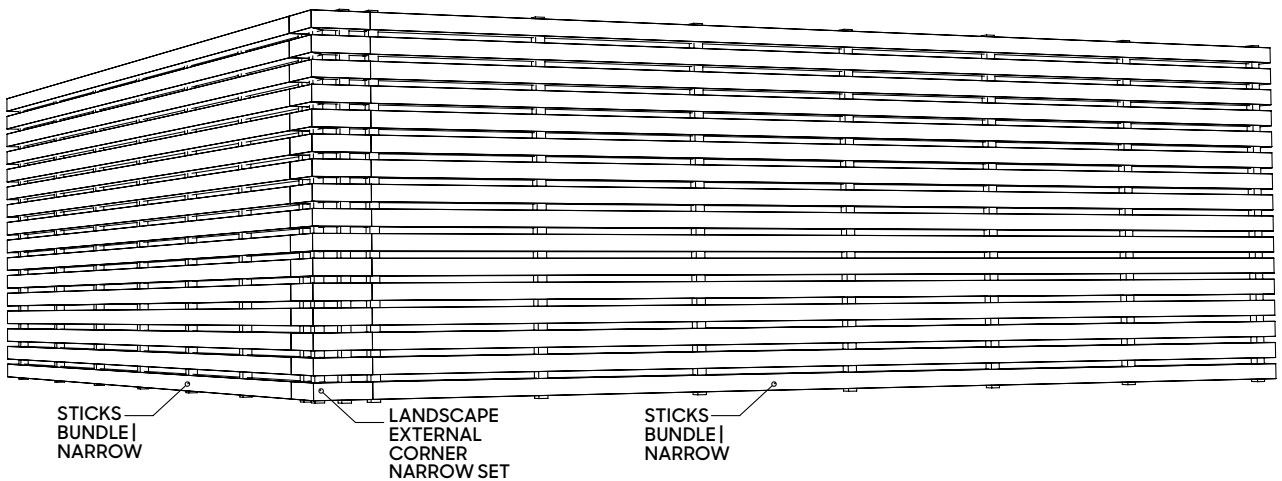 STICKS
BUNDLE|
NARROW
LANDSCAPE
EXTERNAL
CORNER
NARROW SET
STICKS
BUNDLE|
NARROW